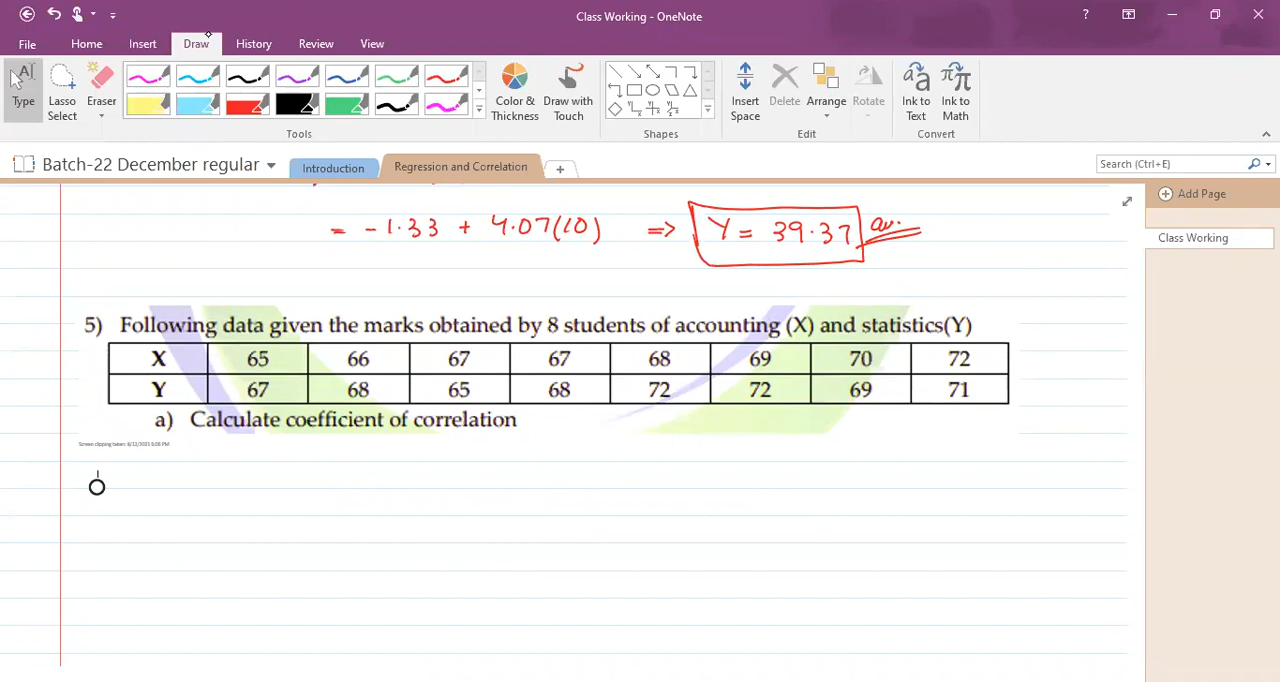 Class Working - OneNote
?
File Home Insert Draw History Review View
Type Lasso Select Eraser Color & Thickness Draw with Touch Insert Space Delete Arrange Rotate Ink to Text Ink to Math
Tools Shapes Edit Convert
Batch-22 December regular Introduction Regression and Correlation + Search (Ctrl+E)
Add Page
Class Working
= -1.33 + 4.07(10) => Y = 39.37
5) Following data given the marks obtained by 8 students of accounting (X) and statistics(Y)
X 65 66 67 67 68 69 70 72
Y 67 68 65 68 72 72 69 71
a) Calculate coefficient of correlation